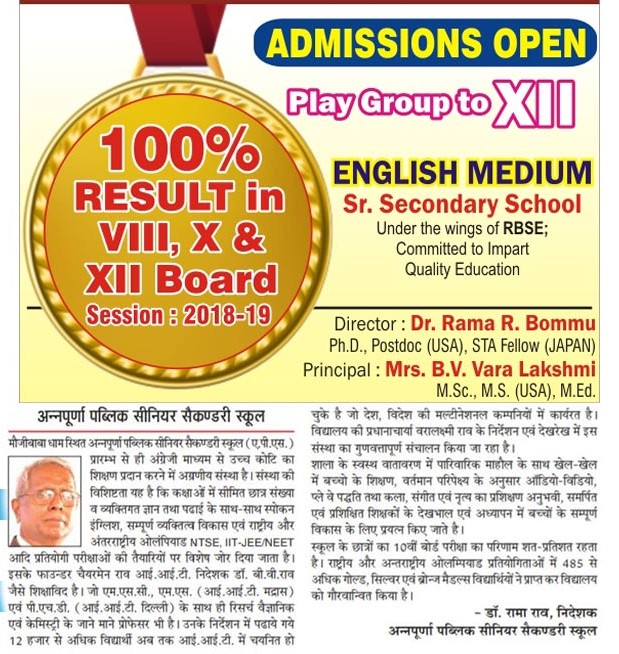 ADMISSIONS OPEN
Play Group to XII
100%
RESULT in
VIII, X &
XII Board
Session : 2018-19
ENGLISH MEDIUM
Sr. Secondary School
Under the wings of RBSE;
Committed to Impart
Quality Education
Director : Dr. Rama R. Bommu
Ph.D., Postdoc (USA), STA Fellow (JAPAN)
Principal : Mrs. B.V. Vara Lakshmi
M.Sc., M.S. (USA), M.Ed.
अन्नपूर्णा पब्लिक सीनियर सैकण्डरी स्कूल
मौजीबाबा धाम स्थित अन्नपूर्णा पब्लिक सीनियर सैकण्डरी स्कूल (ए.पी.एस.)
प्रारम्भ से ही अंग्रेजी माध्यम से उच्च कोटि का
शिक्षण प्रदान करने में अग्रणीय संस्था है। संस्था की
विशिष्टता यह है कि कक्षाओं में सीमित छात्र संख्या
व व्यक्तिगत ज्ञान तथा पढाई के साथ-साथ स्पोकन
इंग्लिश, सम्पूर्ण व्यक्तित्व विकास एवं राष्ट्रीय और
अंतरराष्ट्रीय ओलंपियाड NTSE, IIT-JEE/NEET
आदि प्रतियोगी परीक्षाओं की तैयारियों पर विशेष जोर दिया जाता है।
इसके फाउन्डर चैयरमेन राव आई.आई.टी. निदेशक डॉ. बी.वी.राव
जैसे शिक्षाविद है। जो एम.एस.सी., एम.एस. (आई.आई.टी. मद्रास)
एवं पी.एच.डी. (आई.आई.टी. दिल्ली) के साथ ही रिसर्च वैज्ञानिक
एवं केमिस्ट्री के जाने माने प्रोफेसर भी है। उनके निर्देशन में पढाये गये
12 हजार से अधिक विद्यार्थी अब तक आई.आई.टी. में चयनित हो
चुके है जो देश, विदेश की मल्टीनेशनल कम्पनियों में कार्यरत है।
विद्यालय की प्रधानाचार्या वरालक्ष्मी राव के निर्देशन एवं देखरेख में इस
संस्था का गुणवत्तापूर्ण संचालन किया जा रहा है।
शाला के स्वस्थ वातावरण में पारिवारिक माहौल के साथ खेल-खेल
में बच्चो के शिक्षण, वर्तमान परिपेक्ष्य के अनुसार ऑडियो-विडियो,
प्ले वे पद्धति तथा कला, संगीत एवं नृत्य का प्रशिक्षण अनुभवी, समर्पित
एवं प्रशिक्षित शिक्षकों के देखभाल एवं अध्यापन में बच्चों के सम्पूर्ण
विकास के लिए प्रयत्न किए जाते है।
स्कूल के छात्रों का 10वीं बोर्ड परीक्षा का परिणाम शत-प्रतिशत रहता
है। राष्ट्रीय और अन्तराष्ट्रीय ओलम्पियाड प्रतियोगिताओं में 485 से
अधिक गोल्ड, सिल्वर एवं ब्रोन्ज मैडल्स विद्यार्थियों ने प्राप्त कर विद्यालय
को गौरवान्वित किया है।
- डॉ. रामा राव, निदेशक
अन्नपूर्णा पब्लिक सीनियर सैकण्डरी स्कूल